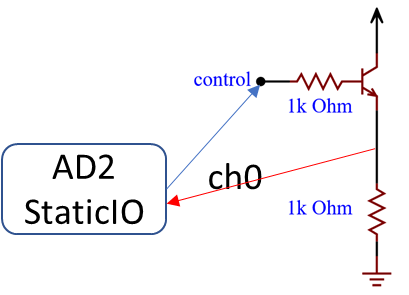 control
1k Ohm
AD2
StaticIO
ch0
1k Ohm